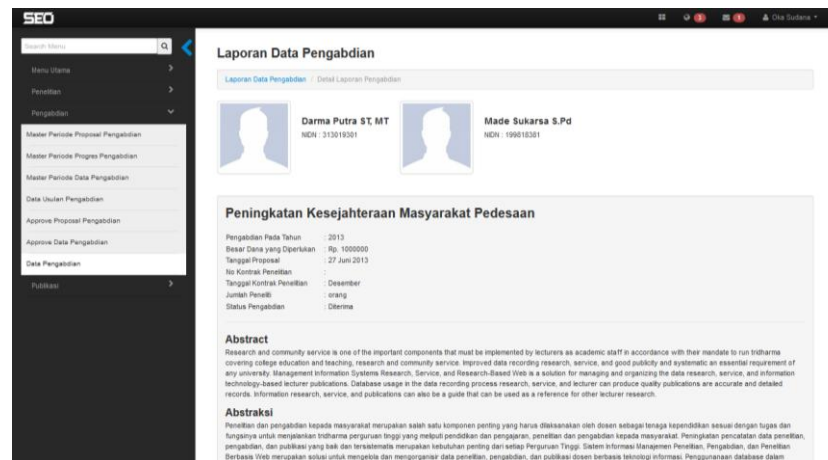 SEO
Oka Sudana
Search Menu
Menu Utama
Penelitian
Pengabdian
Master Periode Proposal Pengabdian
Master Periode Progres Pengabdian
Master Periode Data Pengabdian
Data Usulan Pengabdian
Approve Proposal Pengabdian
Approve Data Pengabdian
Data Pengabdian
Publikasi
Laporan Data Pengabdian
Laporan Data Pengabdian / Detail Laporan Pengabdian
Darma Putra ST, MT
NIDN : 313019301
Made Sukarsa S.Pd
NIDN : 199818381
Peningkatan Kesejahteraan Masyarakat Pedesaan
Pengabdian Pada Tahun : 2013
Besar Dana yang Diperlukan : Rp. 1000000
Tanggal Proposal : 27 Juni 2013
No Kontrak Penelitian :
Tanggal Kontrak Penelitian : Desember
Jumlah Peneliti : orang
Status Pengabdian : Diterima
Abstract
Research and community service is one of the important components that must be implemented by lecturers as academic staff in accordance with their mandate to run tridharma
covering college education and teaching, research and community service. Improved data recording research, service, and good publicity and systematic an essential requirement of
any university. Management Information Systems Research, Service, and Research-Based Web is a solution for managing and organizing the data research, service, and information
technology-based lecturer publications. Database usage in the data recording process research, service, and lecturer can produce quality publications are accurate and detailed
records. Information research, service, and publications can also be a guide that can be used as a reference for other lecturer research.
Abstraksi
Penelitian dan pengabdian kepada masyarakat merupakan salah satu komponen penting yang harus dilaksanakan oleh dosen sebagai tenaga kependidikan sesuai dengan tugas dan
fungsinya untuk menjalankan tridharma perguruan tinggi yang meliputi pendidikan dan pengajaran, penelitian dan pengabdian kepada masyarakat. Peningkatan pencatatan data penelitian,
pengabdian, dan publikasi yang baik dan tersistematis merupakan kebutuhan penting dari setiap Perguruan Tinggi. Sistem Informasi Manajemen Penelitian, Pengabdian, dan Penelitian
Berbasis Web merupakan solusi untuk mengelola dan mengorganisir data penelitian, pengabdian, dan publikasi dosen berbasis teknologi informasi. Penggunanaan database dalam